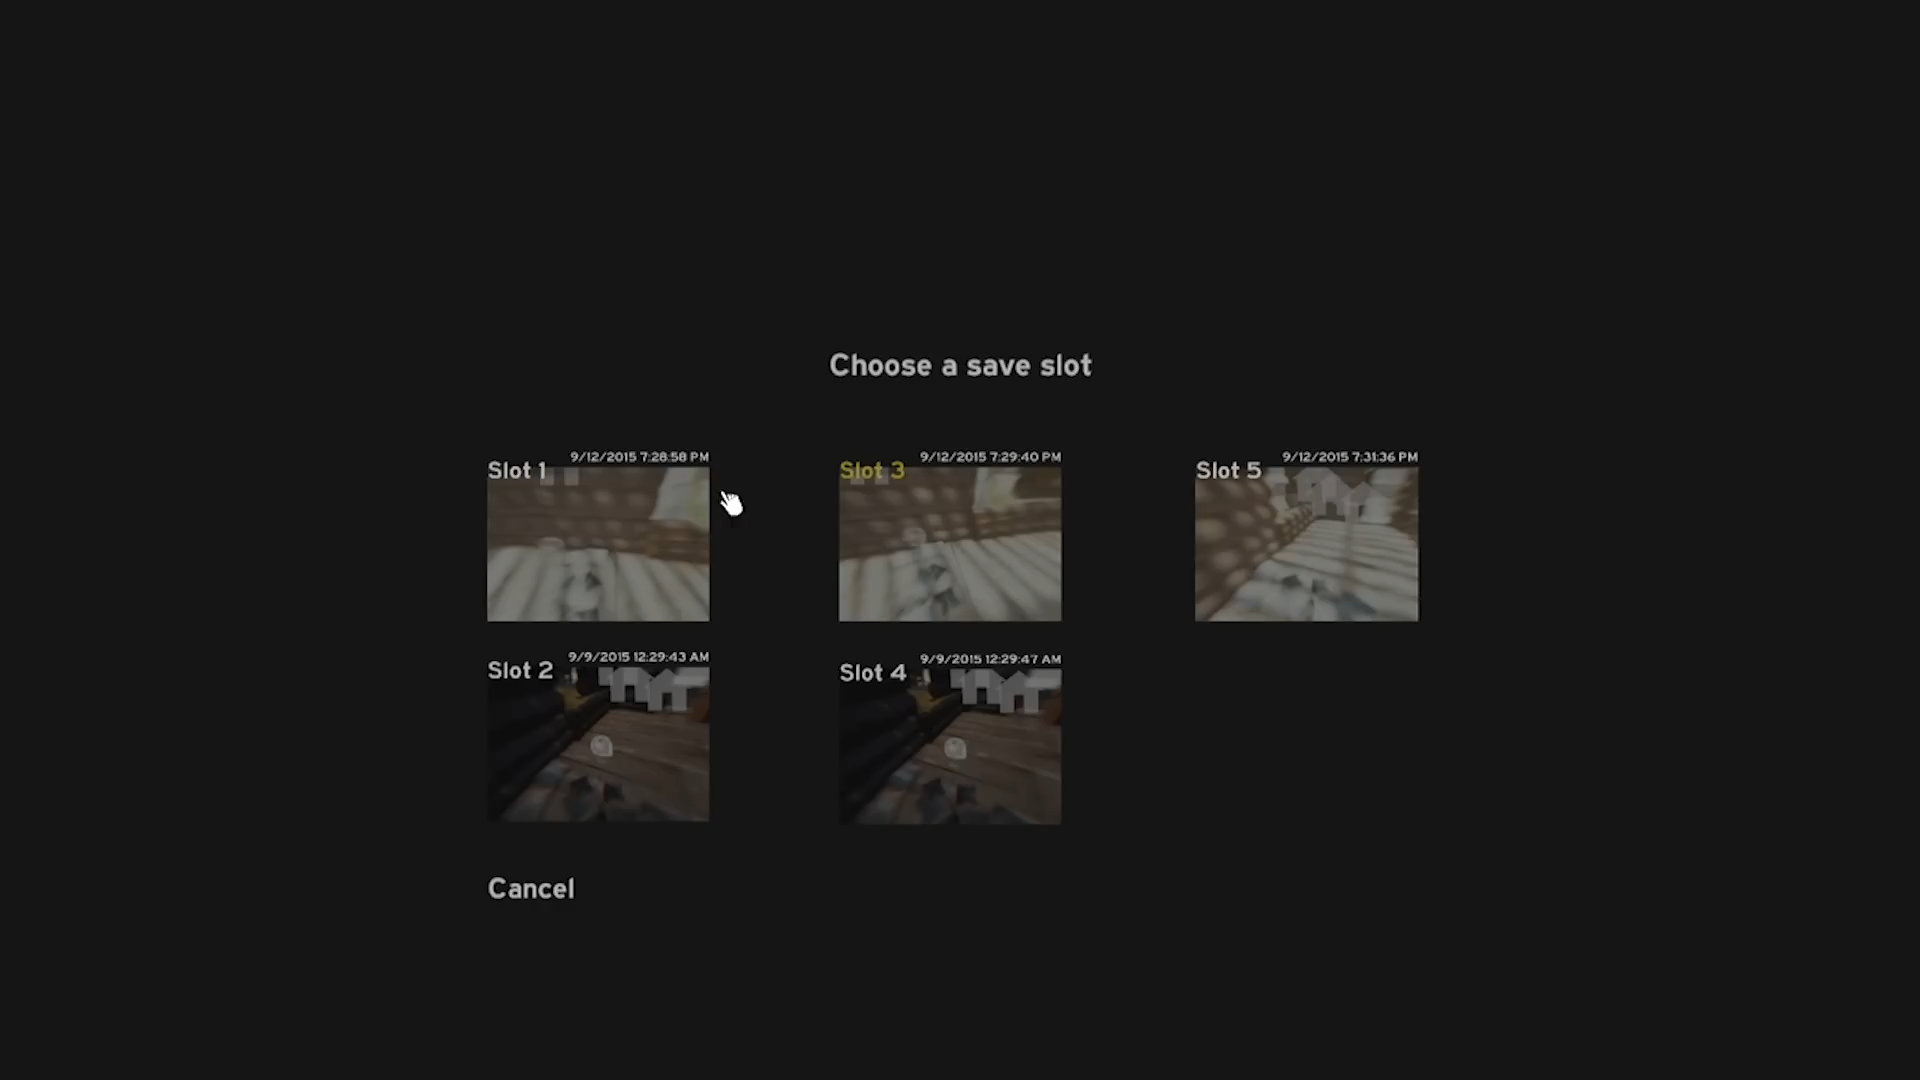 Choose a save slot
9/12/2015 7:28:58 PM
Slot 1
9/12/2015 7:29:40 PM
Slot 3
9/12/2015 7:31:36 PM
Slot 5
9/9/2015 12:29:43 AM
Slot 2
9/9/2015 12:29:47 AM
Slot 4
Cancel